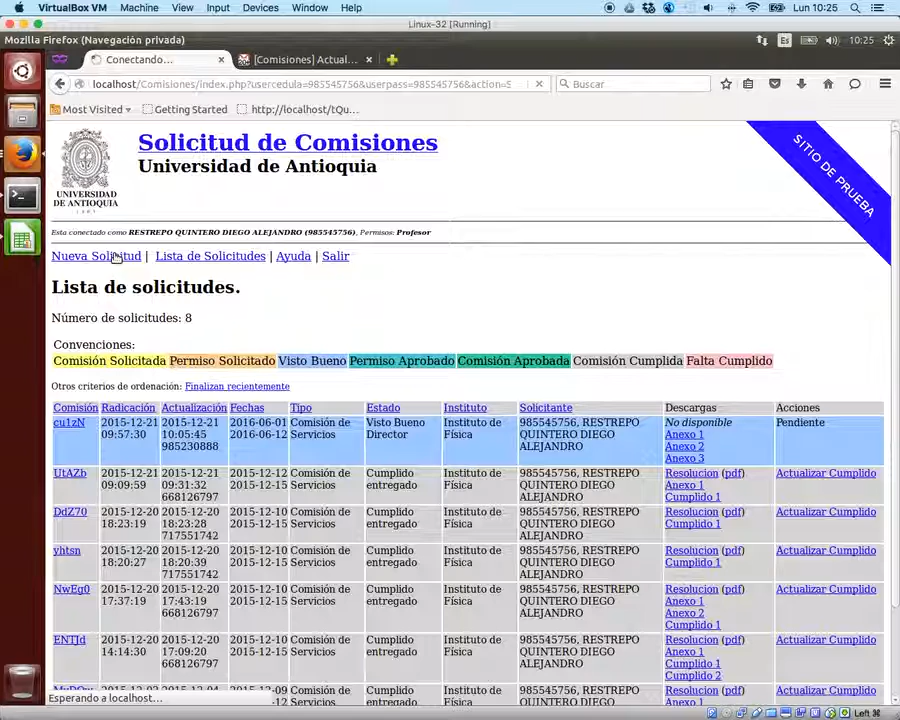 VirtualBox VM Machine View Input Devices Window Help Lun 10:25
Linux-32 [Running]
Mozilla Firefox (Navegación privada) Es 10:25
Conectando... [Comisiones] Actual...
localhost/Comisiones/index.php?usercedula=985545756&userpass=985545756&action=S Buscar
Most Visited Getting Started http://localhost/tQu...
UNIVERSIDAD
DE ANTIOQUIA
Solicitud de Comisiones
Universidad de Antioquia
SITIO DE PRUEBA
Esta conectado como RESTREPO QUINTERO DIEGO ALEJANDRO (985545756), Permisos: Profesor
Nueva Solicitud | Lista de Solicitudes | Ayuda | Salir
Lista de solicitudes.
Número de solicitudes: 8
Convenciones:
Comisión Solicitada Permiso Solicitado Visto Bueno Permiso Aprobado Comisión Aprobada Comisión Cumplida Falta Cumplido
Otros criterios de ordenación: Finalizan recientemente
Comisión Radicación Actualización Fechas Tipo Estado Instituto Solicitante Descargas Acciones
cu1zN 2015-12-21 2015-12-21 2016-06-01 Comisión de Visto Bueno Instituto de 985545756, RESTREPO No disponible Pendiente
09:57:30 10:05:45 2016-06-12 Servicios Director Física QUINTERO DIEGO Anexo 1
985230888 ALEJANDRO Anexo 2
Anexo 3
UtAZb 2015-12-21 2015-12-21 2015-12-12 Comisión de Cumplido Instituto de 985545756, RESTREPO Resolucion (pdf) Actualizar Cumplido
09:09:59 09:31:32 2015-12-15 Servicios entregado Física QUINTERO DIEGO Anexo 1
668126797 ALEJANDRO Cumplido 1
DdZ70 2015-12-20 2015-12-20 2015-12-10 Comisión de Cumplido Instituto de 985545756, RESTREPO Resolucion (pdf) Actualizar Cumplido
18:23:19 18:23:28 2015-12-15 Servicios entregado Física QUINTERO DIEGO Cumplido 1
717551742 ALEJANDRO
yhtsn 2015-12-20 2015-12-20 2015-12-10 Comisión de Cumplido Instituto de 985545756, RESTREPO Resolucion (pdf) Actualizar Cumplido
18:20:27 18:20:39 2015-12-15 Servicios entregado Física QUINTERO DIEGO Cumplido 1
717551742 ALEJANDRO
NwEg0 2015-12-20 2015-12-20 2015-12-10 Comisión de Cumplido Instituto de 985545756, RESTREPO Resolucion (pdf) Actualizar Cumplido
17:37:19 17:43:19 2015-12-15 Servicios entregado Física QUINTERO DIEGO Anexo 1
668126797 ALEJANDRO Anexo 2
Cumplido 1
ENTJd 2015-12-20 2015-12-20 2015-12-10 Comisión de Cumplido Instituto de 985545756, RESTREPO Resolucion (pdf) Actualizar Cumplido
14:14:30 17:09:20 2015-12-15 Servicios entregado Física QUINTERO DIEGO Anexo 1
668126797 ALEJANDRO Cumplido 1
Cumplido 2
Comisión de Cumplido Instituto de 985545756, RESTREPO Resolucion (pdf) Actualizar Cumplido
Servicios entregado Física QUINTERO DIEGO Anexo 1
Esperando a localhost...
Left ⌘